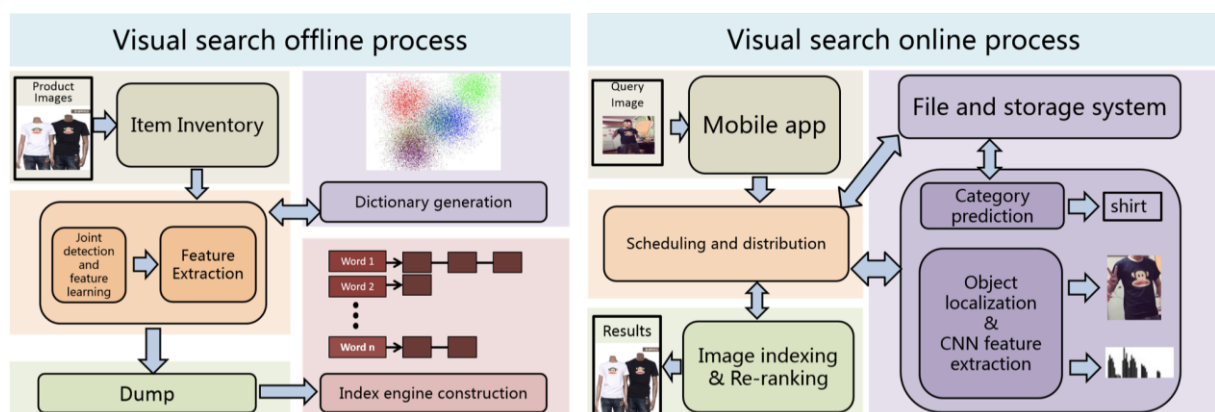 Visual search offline process
Product
Images
Item Inventory
Dictionary generation
Joint
detection
and
feature
learning
Feature
Extraction
Word 1
Word 2
Word n
Dump
Index engine construction
Visual search online process
Query
Image
Mobile app
File and storage system
Scheduling and distribution
Category
prediction
shirt
Object
localization
&
CNN feature
extraction
Results
Image indexing
& Re-ranking